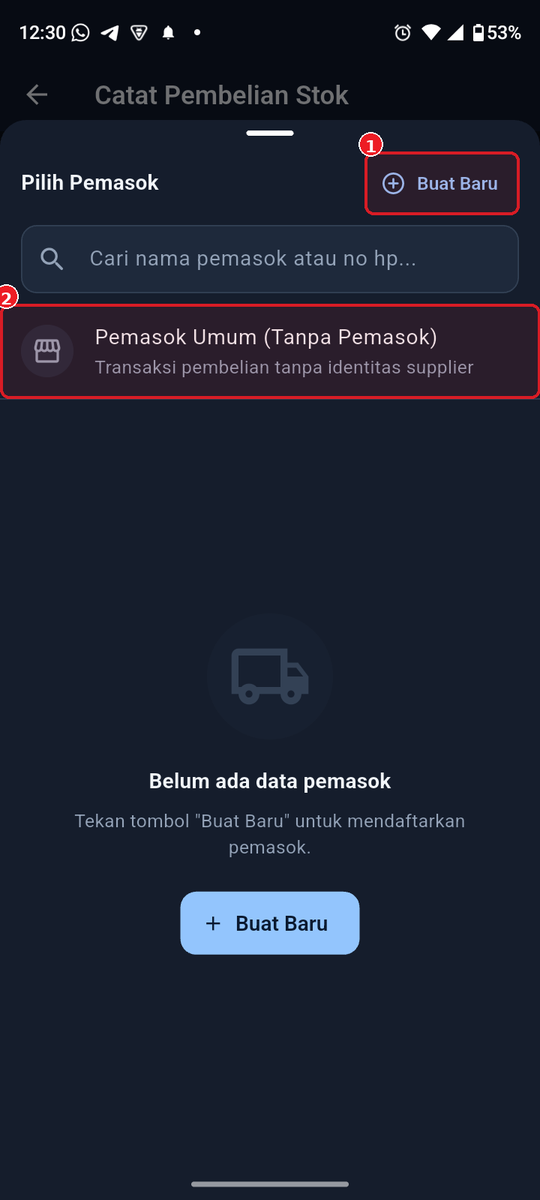 12:30
53%
Catat Pembelian Stok
1
Pilih Pemasok
Buat Baru
Cari nama pemasok atau no hp...
2
Pemasok Umum (Tanpa Pemasok)
Transaksi pembelian tanpa identitas supplier
Belum ada data pemasok
Tekan tombol "Buat Baru" untuk mendaftarkan
pemasok.
+ Buat Baru